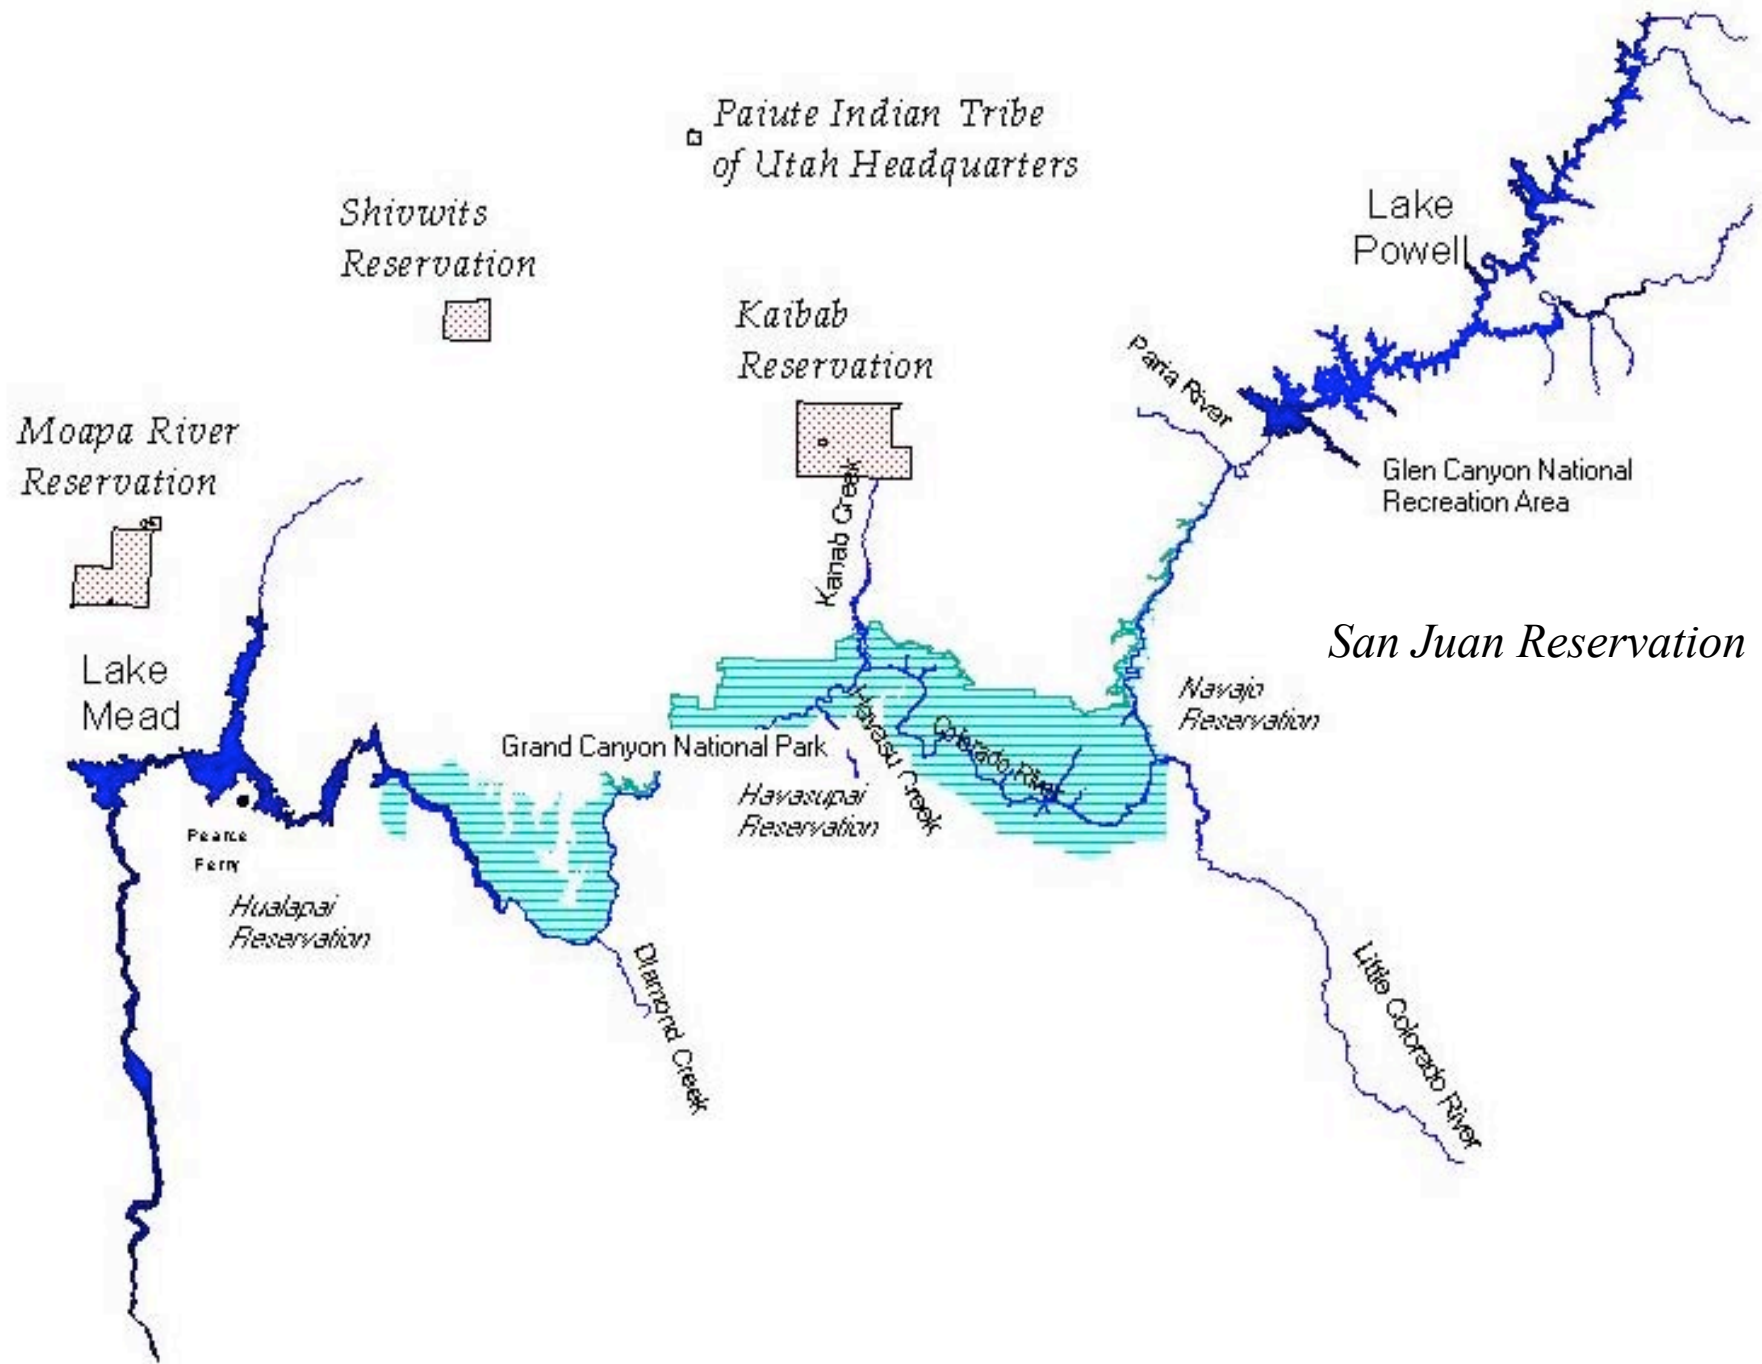 Paiute Indian Tribe
of Utah Headquarters
Shivwits
Reservation
Lake
Powell
Kaibab
Reservation
Paria River
Moapa River
Reservation
Glen Canyon National
Recreation Area
Kanab Creek
San Juan Reservation
Lake
Mead
Navajo
Reservation
Grand Canyon National Park
Havasu Creek
Colorado River
Havasupai
Reservation
Pearce
Ferry
Hualapai
Reservation
Diamond Creek
Little Colorado River